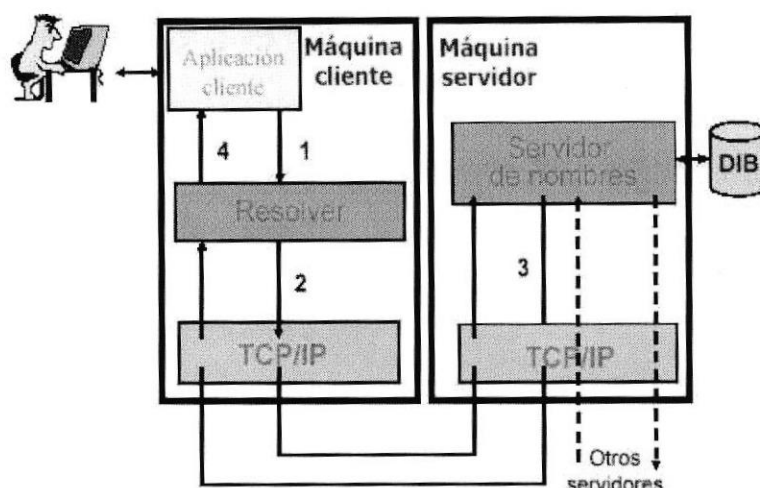 Aplicación
cliente
Máquina
cliente
Máquina
servidor
4
1
Servidor
de nombres
DIB
Resolver
2
3
TCP/IP
TCP/IP
Otros
servidores